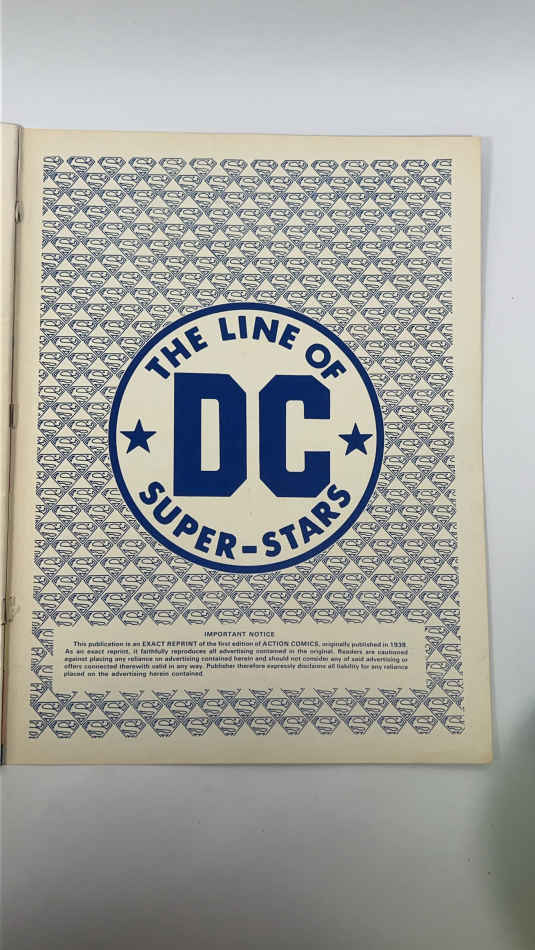 THE LINE OF
DC
SUPER-STARS
IMPORTANT NOTICE
This publication is an EXACT REPRINT of the first edition of ACTION COMICS, originally published in 1938.
As an exact reprint, it faithfully reproduces all advertising contained in the original. Readers are cautioned
against placing any reliance on advertising contained herein and should not consider any of said advertising or
offers connected therewith valid in any way. Publisher therefore expressly disclaims all liability for any reliance
placed on the advertising herein contained.